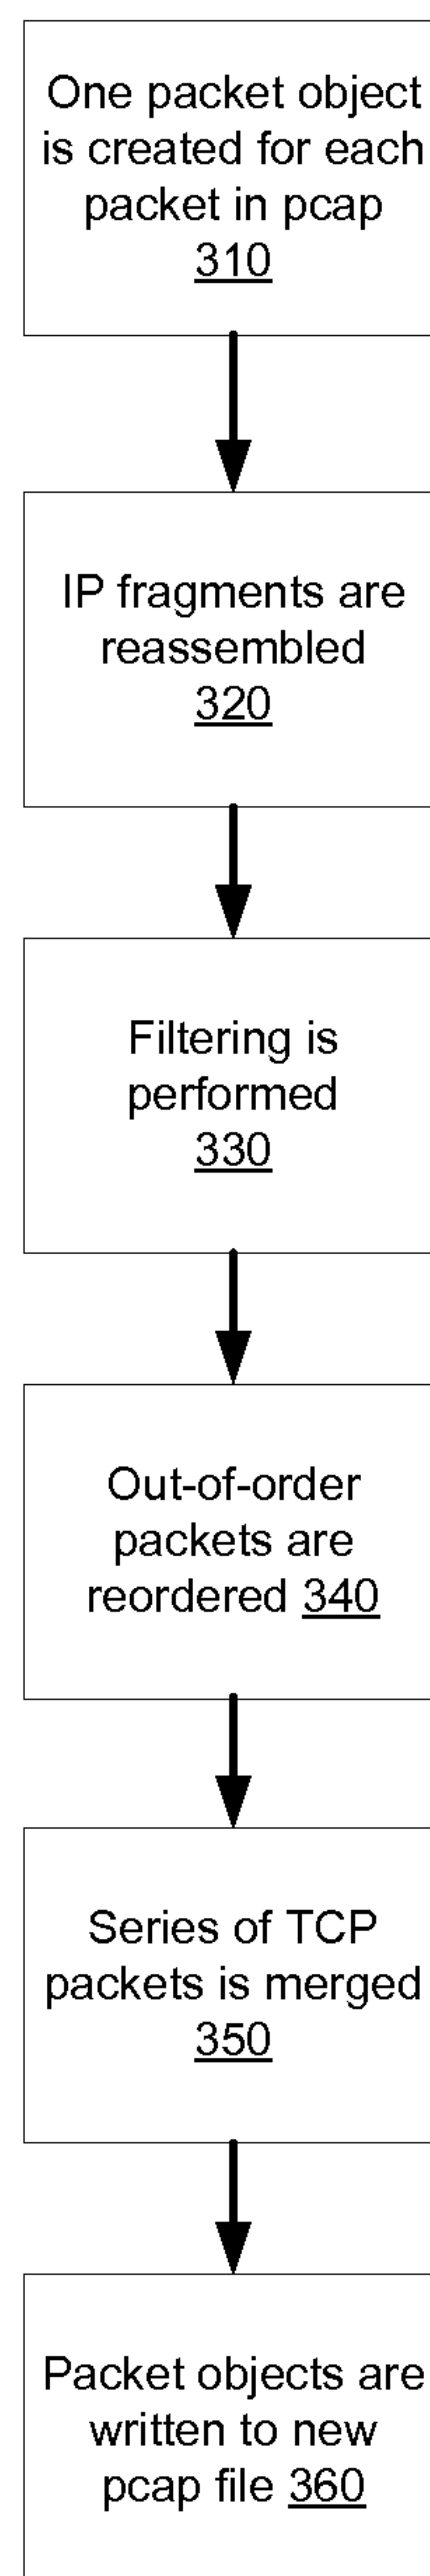 One packet object
is created for each
packet in pcap
310
IP fragments are
reassembled
320
Filtering is
performed
330
Out-of-order
packets are
reordered 340
Series of TCP
packets is merged
350
Packet objects are
written to new
pcap file 360